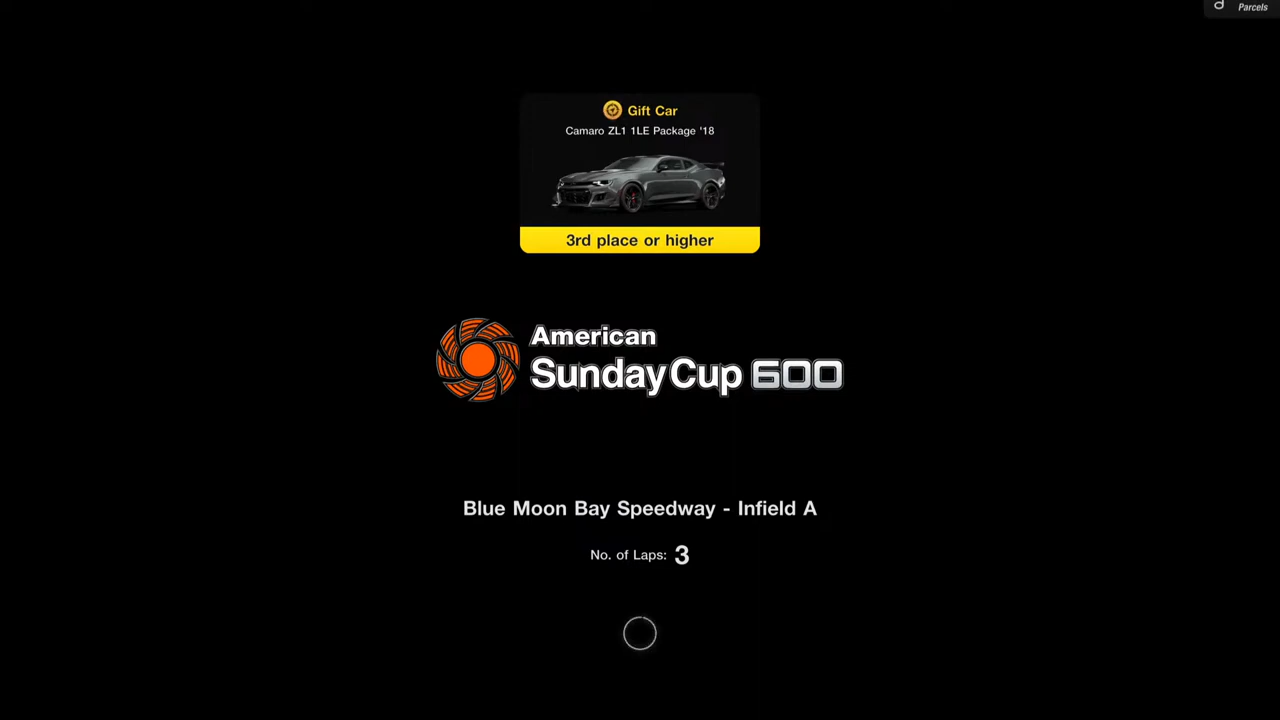 Parcels
Gift Car
Camaro ZL1 1LE Package '18
3rd place or higher
American
Sunday Cup 600
Blue Moon Bay Speedway - Infield A
No. of Laps: 3